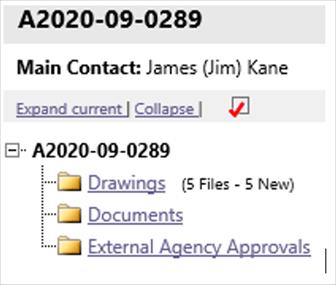 A2020-09-0289
Main Contact: James (Jim) Kane
Expand current | Collapse |
A2020-09-0289
Drawings (5 Files - 5 New)
Documents
External Agency Approvals